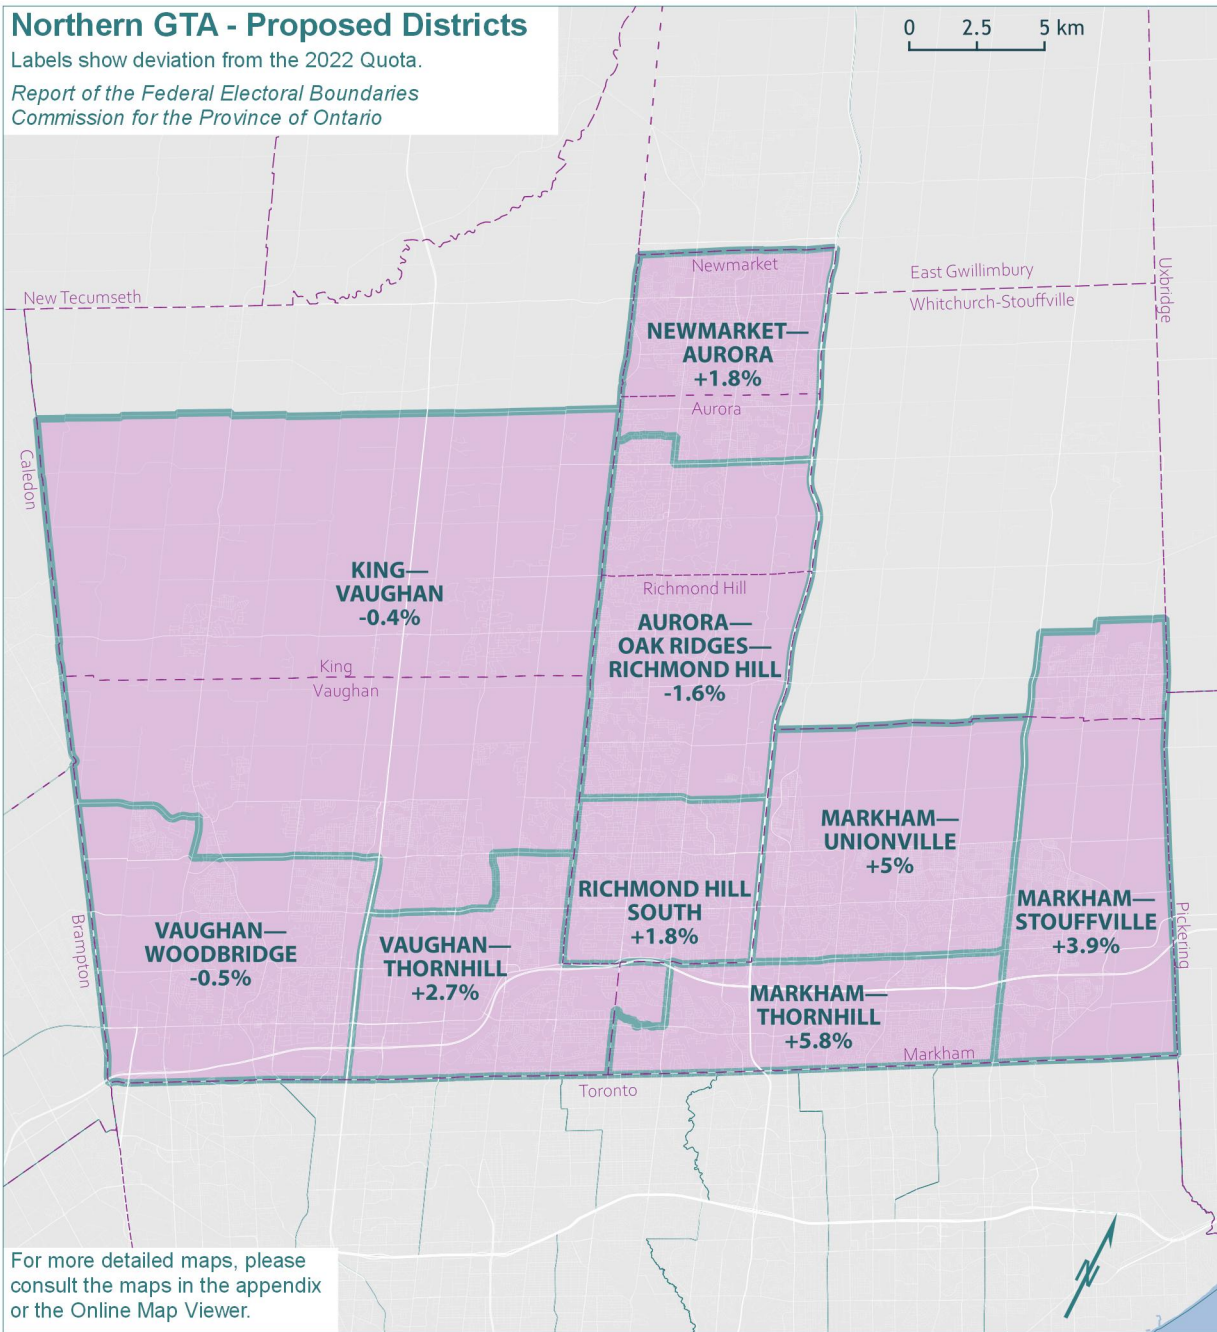 Northern GTA - Proposed Districts
Labels show deviation from the 2022 Quota.
Report of the Federal Electoral Boundaries
Commission for the Province of Ontario
0 2.5 5 km
Newmarket
East Gwillimbury
Whitchurch-Stouffville
Uxbridge
New Tecumseth
NEWMARKET—
AURORA
+1.8%
Aurora
Caledon
KING—
VAUGHAN
-0.4%
Richmond Hill
AURORA—
OAK RIDGES—
RICHMOND HILL
-1.6%
King
Vaughan
MARKHAM—
UNIONVILLE
+5%
RICHMOND HILL
SOUTH
+1.8%
MARKHAM—
STOUFFVILLE
+3.9%
Brampton
VAUGHAN—
WOODBRIDGE
-0.5%
VAUGHAN—
THORNHILL
+2.7%
Pickering
MARKHAM—
THORNHILL
+5.8%
Markham
Toronto
N
For more detailed maps, please
consult the maps in the appendix
or the Online Map Viewer.